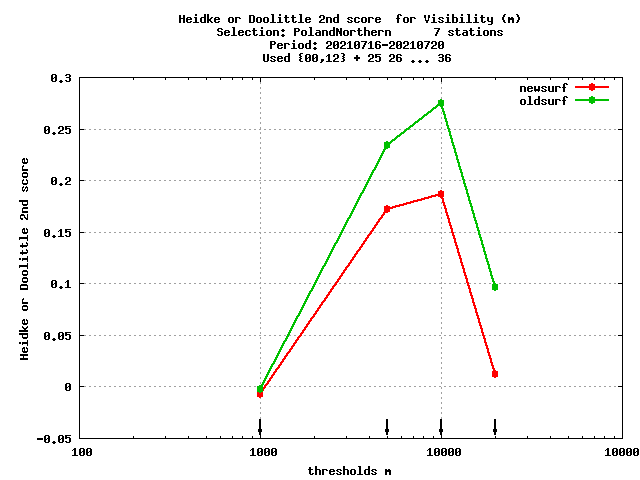 Heidke or Doolittle 2nd score  for Visibility (m)
Selection: PolandNorthern      7 stations
Period: 20210716-20210720
Used {00,12} + 25 26 ... 36
newsurf
oldsurf
Heidke or Doolittle 2nd score
0.3
0.25
0.2
0.15
0.1
0.05
0
-0.05
100 1000 10000 10000
thresholds m